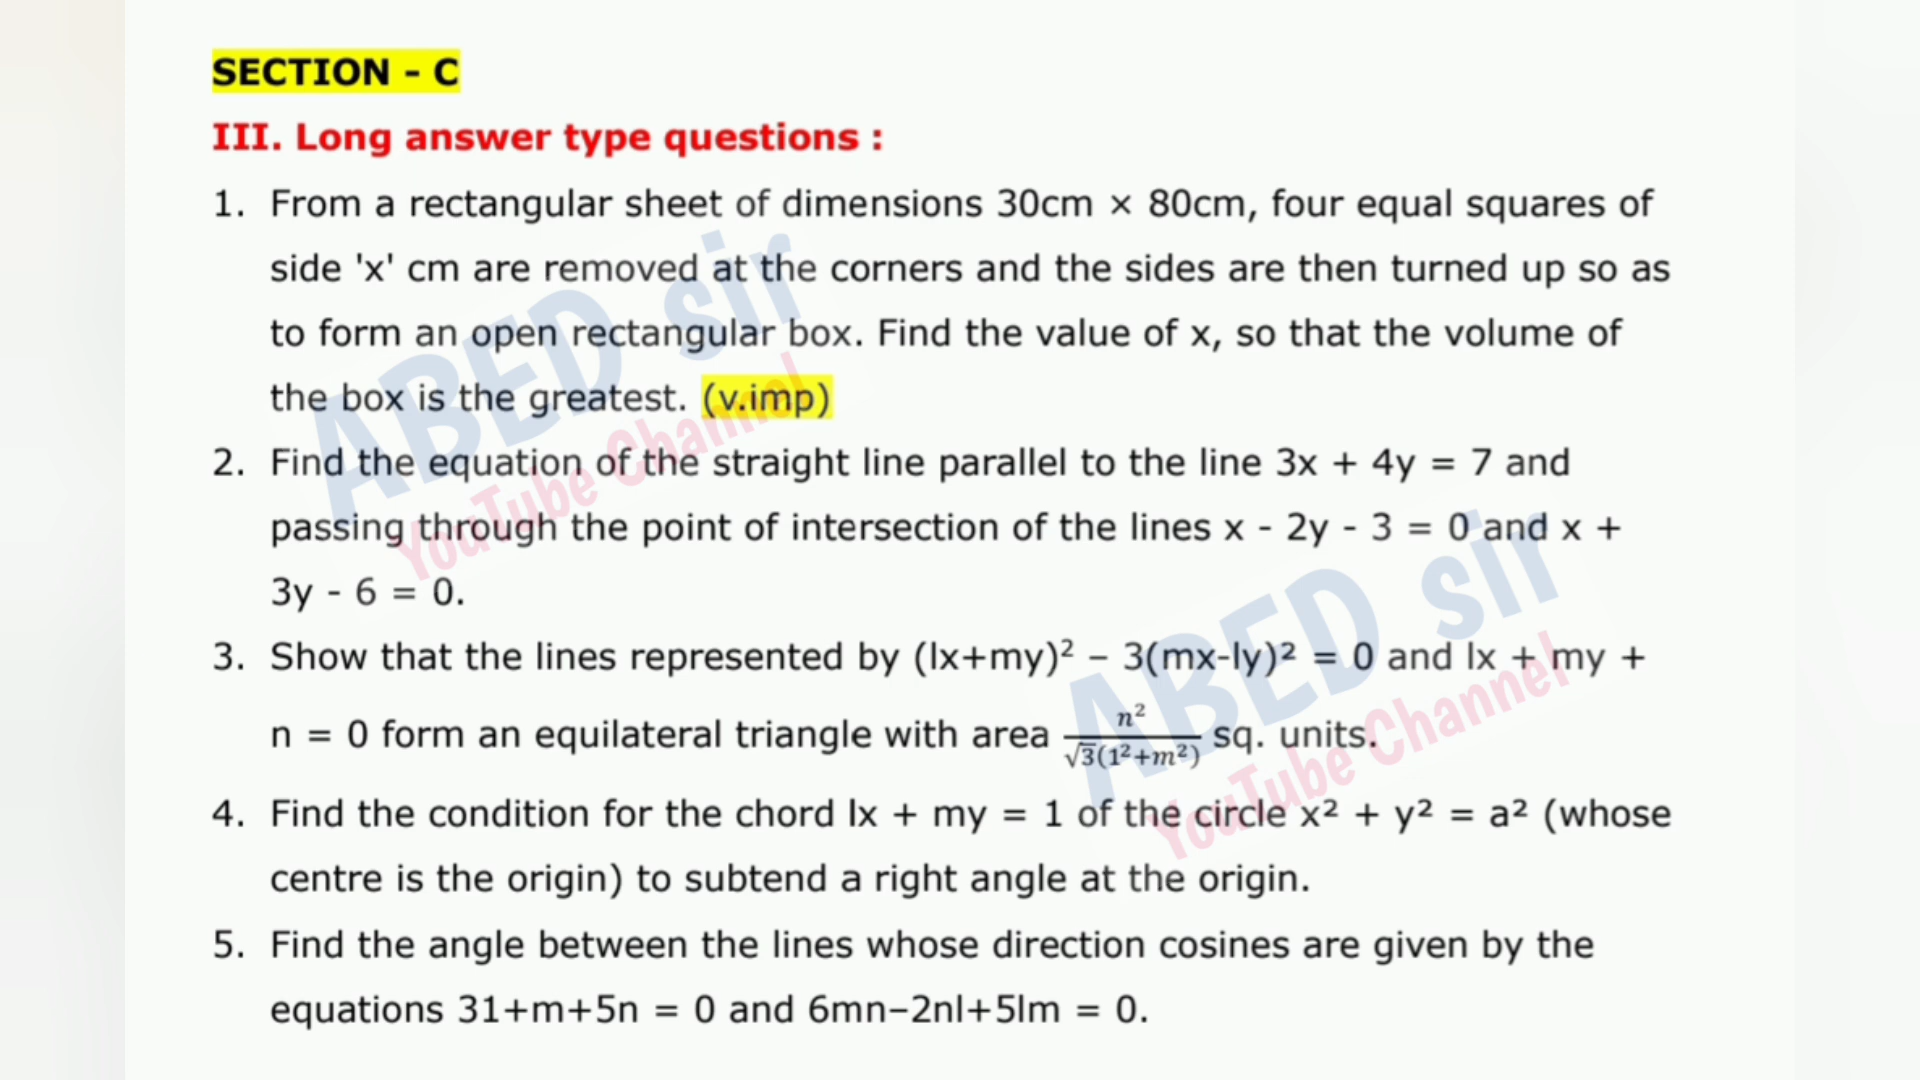 SECTION - C
III. Long answer type questions :
1. From a rectangular sheet of dimensions 30cm × 80cm, four equal squares of
side 'x' cm are removed at the corners and the sides are then turned up so as
to form an open rectangular box. Find the value of x, so that the volume of
the box is the greatest. (v.imp)
2. Find the equation of the straight line parallel to the line 3x + 4y = 7 and
passing through the point of intersection of the lines x - 2y - 3 = 0 and x +
3y - 6 = 0.
3. Show that the lines represented by (lx+my)² – 3(mx-ly)² = 0 and lx + my +
n = 0 form an equilateral triangle with area n²/√3(1²+m²) sq. units.
4. Find the condition for the chord lx + my = 1 of the circle x² + y² = a² (whose
centre is the origin) to subtend a right angle at the origin.
5. Find the angle between the lines whose direction cosines are given by the
equations 31+m+5n = 0 and 6mn–2nl+5lm = 0.
ABED sir
YouTube Channel
ABED sir
YouTube Channel